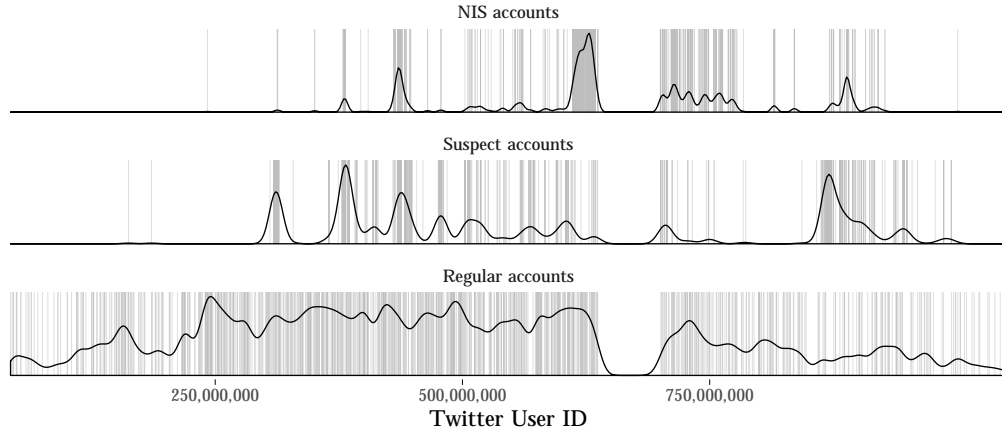 NIS accounts
Suspect accounts
Regular accounts
250,000,000 500,000,000 750,000,000
Twitter User ID